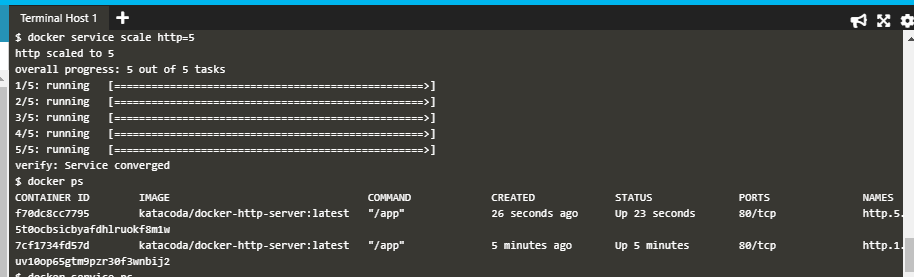 Terminal Host 1
$ docker service scale http=5
http scaled to 5
overall progress: 5 out of 5 tasks
1/5: running   [==================================================>]
2/5: running   [==================================================>]
3/5: running   [==================================================>]
4/5: running   [==================================================>]
5/5: running   [==================================================>]
verify: Service converged
$ docker ps
CONTAINER ID        IMAGE                                COMMAND             CREATED             STATUS              PORTS               NAMES
f70dc8cc7795        katacoda/docker-http-server:latest   "/app"              26 seconds ago      Up 23 seconds       80/tcp              http.5.
5t0ocbsicbyafdhlruokf8m1w
7cf1734fd57d        katacoda/docker-http-server:latest   "/app"              5 minutes ago       Up 5 minutes        80/tcp              http.1.
uv10op65gtm9pzr30f3wnbij2
$ docker service ps